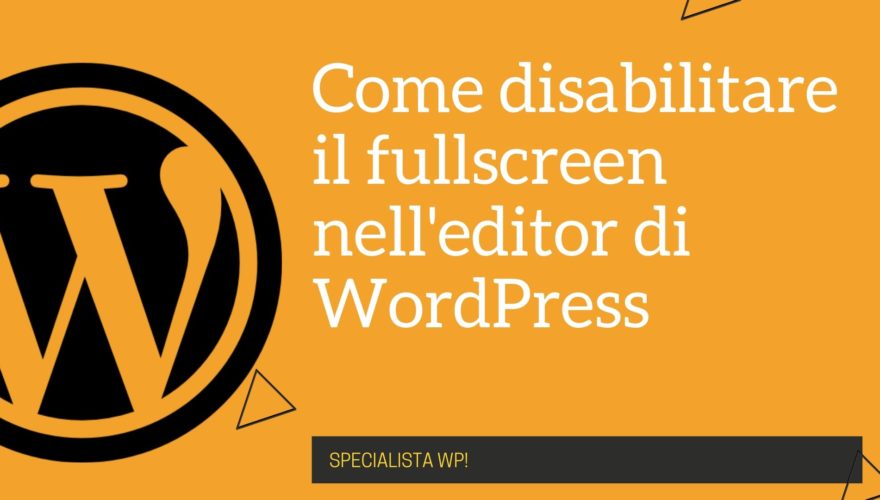 Come disabilitare
il fullscreen
nell'editor di
WordPress
SPECIALISTA WP!